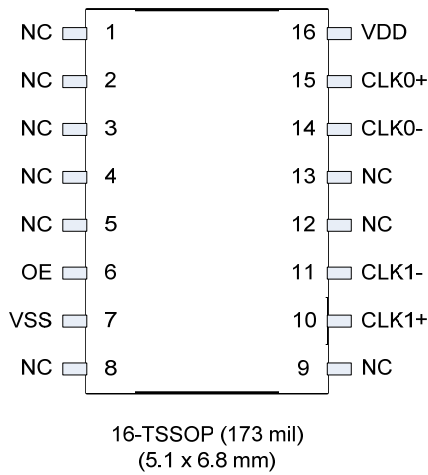 NC 1 16 VDD
NC 2 15 CLK0+
NC 3 14 CLK0-
NC 4 13 NC
NC 5 12 NC
OE 6 11 CLK1-
VSS 7 10 CLK1+
NC 8 9 NC
16-TSSOP (173 mil)
(5.1 x 6.8 mm)